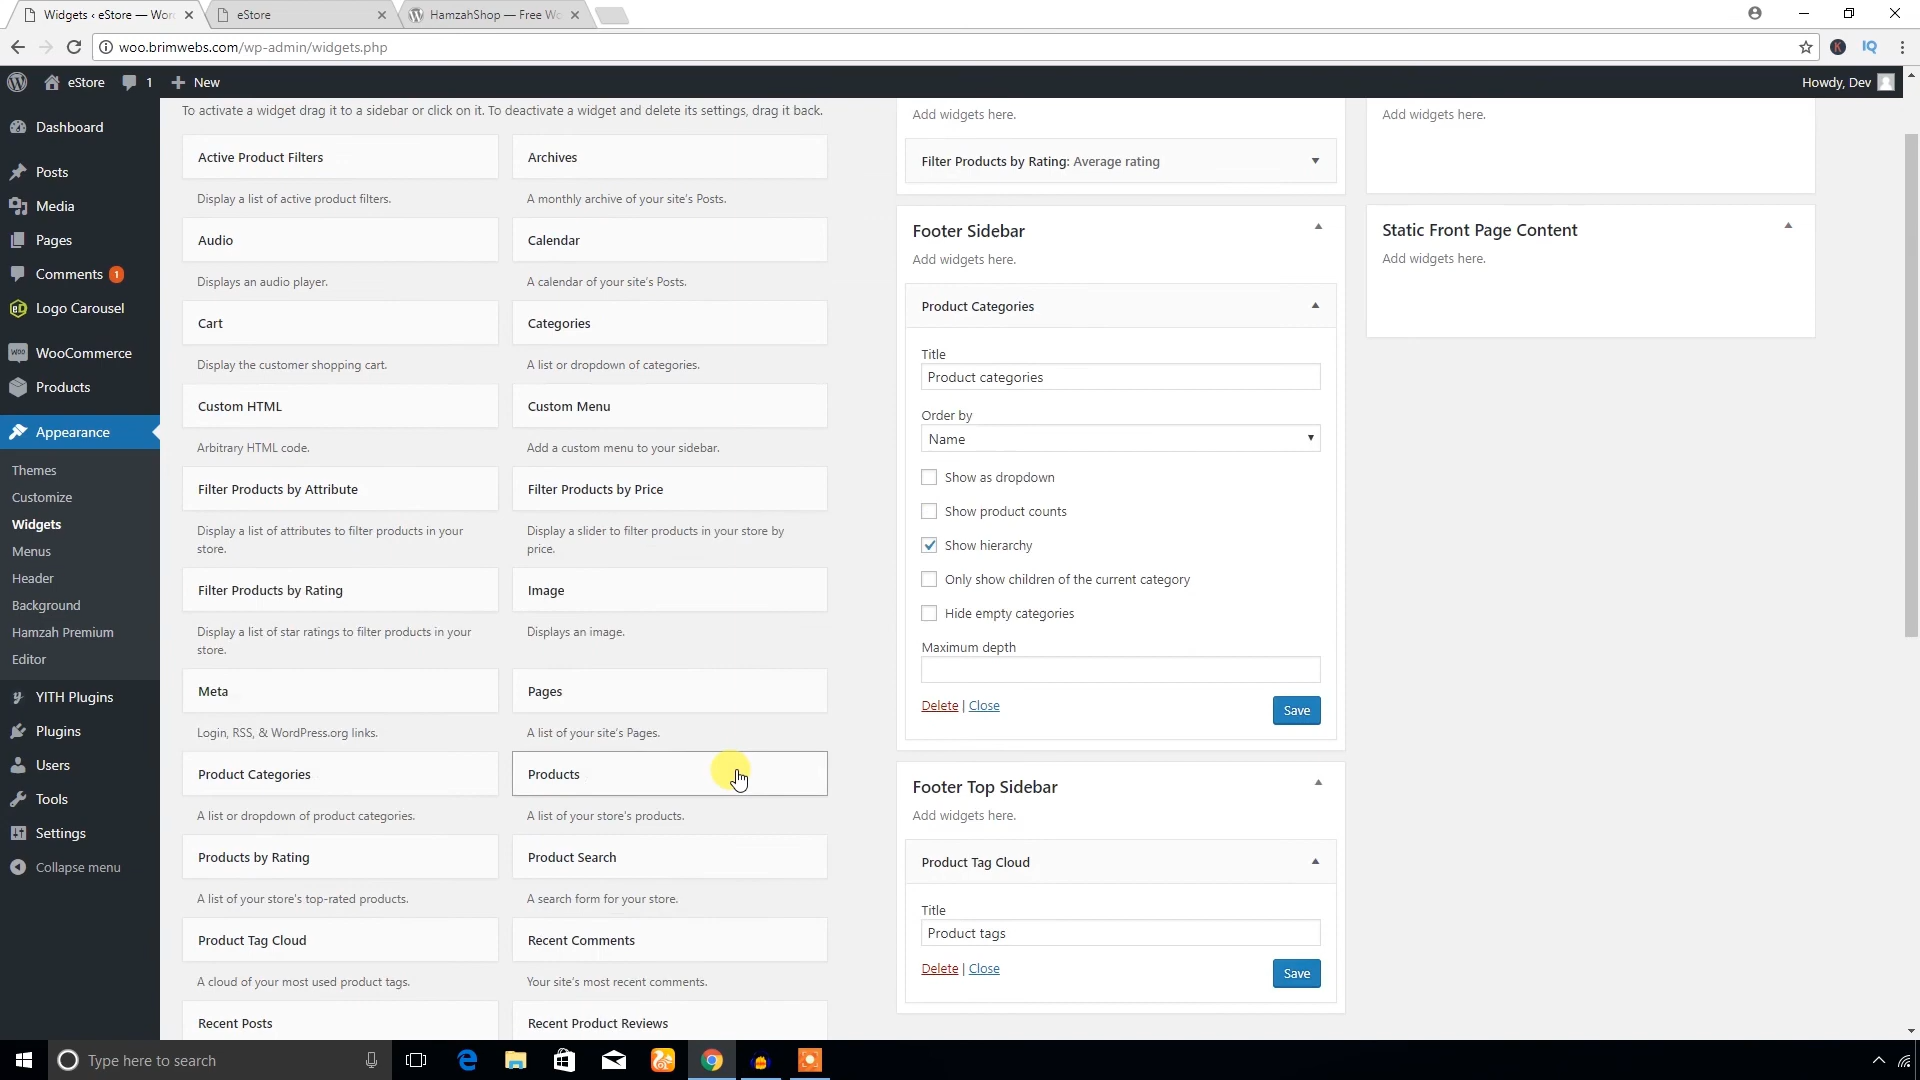 Widgets ‹ eStore — Wor
eStore
HamzahShop — Free Wo
woo.brimwebs.com/wp-admin/widgets.php
IQ
eStore
1
New
Howdy, Dev
Dashboard
Posts
Media
Pages
Comments 1
Logo Carousel
WooCommerce
Products
Appearance
Themes
Customize
Widgets
Menus
Header
Background
Hamzah Premium
Editor
YITH Plugins
Plugins
Users
Tools
Settings
Collapse menu
To activate a widget drag it to a sidebar or click on it. To deactivate a widget and delete its settings, drag it back.
Active Product Filters
Display a list of active product filters.
Archives
A monthly archive of your site's Posts.
Audio
Displays an audio player.
Calendar
A calendar of your site's Posts.
Cart
Display the customer shopping cart.
Categories
A list or dropdown of categories.
Custom HTML
Arbitrary HTML code.
Custom Menu
Add a custom menu to your sidebar.
Filter Products by Attribute
Display a list of attributes to filter products in your
store.
Filter Products by Price
Display a slider to filter products in your store by
price.
Filter Products by Rating
Display a list of star ratings to filter products in your
store.
Image
Displays an image.
Meta
Login, RSS, & WordPress.org links.
Pages
A list of your site's Pages.
Product Categories
A list or dropdown of product categories.
Products
A list of your store's products.
Products by Rating
A list of your store's top-rated products.
Product Search
A search form for your store.
Product Tag Cloud
A cloud of your most used product tags.
Recent Comments
Your site's most recent comments.
Recent Posts
Recent Product Reviews
Add widgets here.
Filter Products by Rating: Average rating
Footer Sidebar
Add widgets here.
Product Categories
Title
Product categories
Order by
Name
Show as dropdown
Show product counts
Show hierarchy
Only show children of the current category
Hide empty categories
Maximum depth
Delete | Close
Save
Footer Top Sidebar
Add widgets here.
Product Tag Cloud
Title
Product tags
Delete | Close
Save
Add widgets here.
Static Front Page Content
Add widgets here.
Type here to search